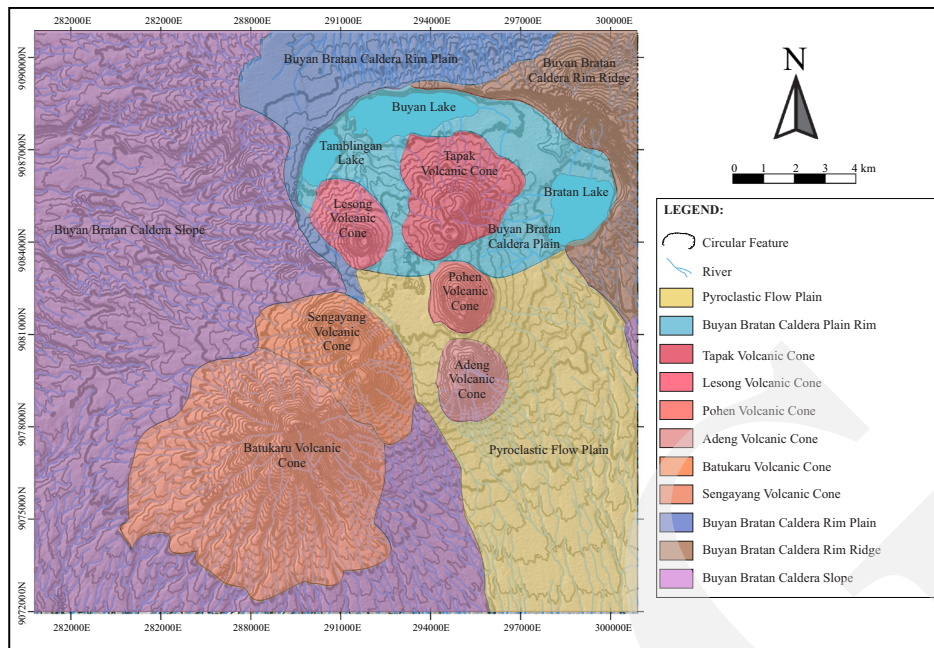 282000E 282000E 288000E 291000E 294000E 297000E 300000E
9090000N
9087000N
9084000N
9081000N
9078000N
9075000N
9072000N
Buyan Bratan Caldera Rim Plain
Buyan Bratan
Caldera Rim Ridge
Buyan Lake
Tamblingan
Lake
Tapak
Volcanic Cone
Bratan Lake
Lesong
Volcanic
Cone
Buyan Bratan
Caldera Plain
Buyan Bratan Caldera Slope
Pohen
Volcanic
Cone
Sengayang
Volcanic
Cone
Adeng
Volcanic
Cone
Batukaru Volcanic
Cone
Pyroclastic Flow Plain
282000E 282000E 288000E 291000E 294000E 297000E 300000E
N
0 1 2 3 4 km
LEGEND:
Circular Feature
River
Pyroclastic Flow Plain
Buyan Bratan Caldera Plain Rim
Tapak Volcanic Cone
Lesong Volcanic Cone
Pohen Volcanic Cone
Adeng Volcanic Cone
Batukaru Volcanic Cone
Sengayang Volcanic Cone
Buyan Bratan Caldera Rim Plain
Buyan Bratan Caldera Rim Ridge
Buyan Bratan Caldera Slope